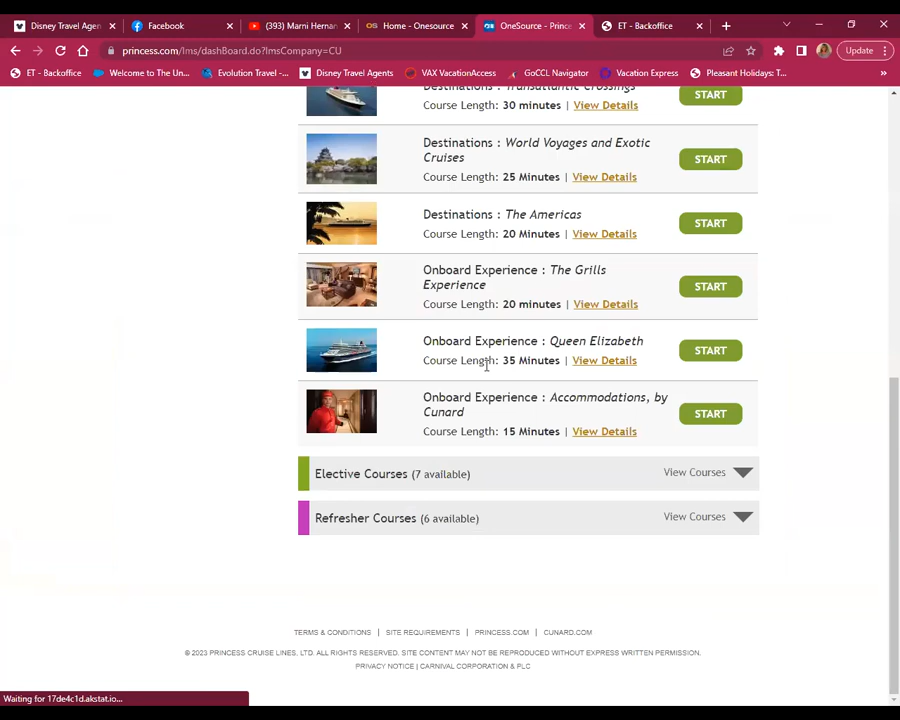 Disney Travel Agen
Facebook
(393) Marni Hernan
Home - Onesource
OneSource - Prince
ET - Backoffice
princess.com/lms/dashBoard.do?lmsCompany=CU
Update
ET - Backoffice
Welcome to The Un...
Evolution Travel -...
Disney Travel Agents
VAX VacationAccess
GoCCL Navigator
Vacation Express
Pleasant Holidays: T...
Destinations : Transatlantic Crossings
Course Length: 30 minutes | View Details
START
Destinations : World Voyages and Exotic
Cruises
Course Length: 25 Minutes | View Details
START
Destinations : The Americas
Course Length: 20 Minutes | View Details
START
Onboard Experience : The Grills
Experience
Course Length: 20 minutes | View Details
START
Onboard Experience : Queen Elizabeth
Course Length: 35 Minutes | View Details
START
Onboard Experience : Accommodations, by
Cunard
Course Length: 15 Minutes | View Details
START
Elective Courses (7 available)
View Courses
Refresher Courses (6 available)
View Courses
TERMS & CONDITIONS | SITE REQUIREMENTS | PRINCESS.COM | CUNARD.COM
© 2023 PRINCESS CRUISE LINES, LTD. ALL RIGHTS RESERVED. SITE CONTENT MAY NOT BE REPRODUCED WITHOUT EXPRESS WRITTEN PERMISSION.
PRIVACY NOTICE | CARNIVAL CORPORATION & PLC
Waiting for 17de4c1d.akstat.io...